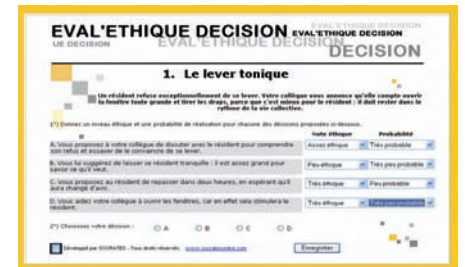 EVAL'ETHIQUE DECISION
EVAL'ETHIQUE DECISION
EVAL'ETHIQUE DECISION
EVAL'ETHIQUE DECISION
UE DECISION
DECISION
1. Le lever tonique
Un résident refuse exceptionnellement de se lever. Votre collègue vous annonce qu'elle compte ouvrir
la fenêtre toute grande et tirer les draps, parce que c'est mieux pour le résident : il doit rester dans le
rythme de la vie collective.
(*) Donnez un niveau éthique et une probabilité de réalisation pour chacune des décisions proposées ci-dessous.
Note éthique Probabilité
A. Vous proposez à votre collègue de discuter avec le résident pour comprendre
son refus et essayer de le convaincre de se lever.
Assez éthique Très probable
B. Vous lui suggérez de laisser ce résident tranquille : il est assez grand pour
savoir ce qu'il veut.
Peu éthique Très peu probable
C. Vous proposez au résident de repasser dans deux heures, en espérant qu'il
aura changé d'avis.
Très éthique Peu probable
D. Vous aidez votre collègue à ouvrir les fenêtres, car en effet cela stimulera le
résident.
Très éthique Très peu probable
(*) Choisissez votre décision : A B C D
Développé par SOCRATES - Tous droits réservés. www.socratesonline.com
Enregistrer